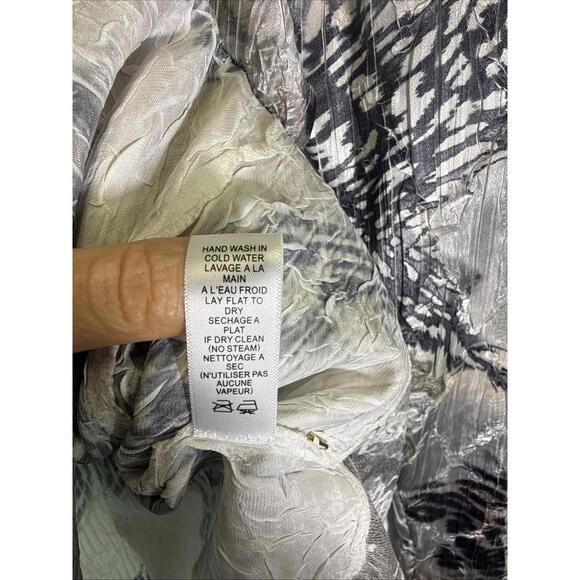 HAND WASH IN
COLD WATER
LAVAGE A LA
MAIN
A L'EAU FROID
LAY FLAT TO
DRY
SECHAGE A
PLAT
IF DRY CLEAN
(NO STEAM)
NETTOYAGE A
SEC
(N'UTILISER PAS
AUCUNE
VAPEUR)